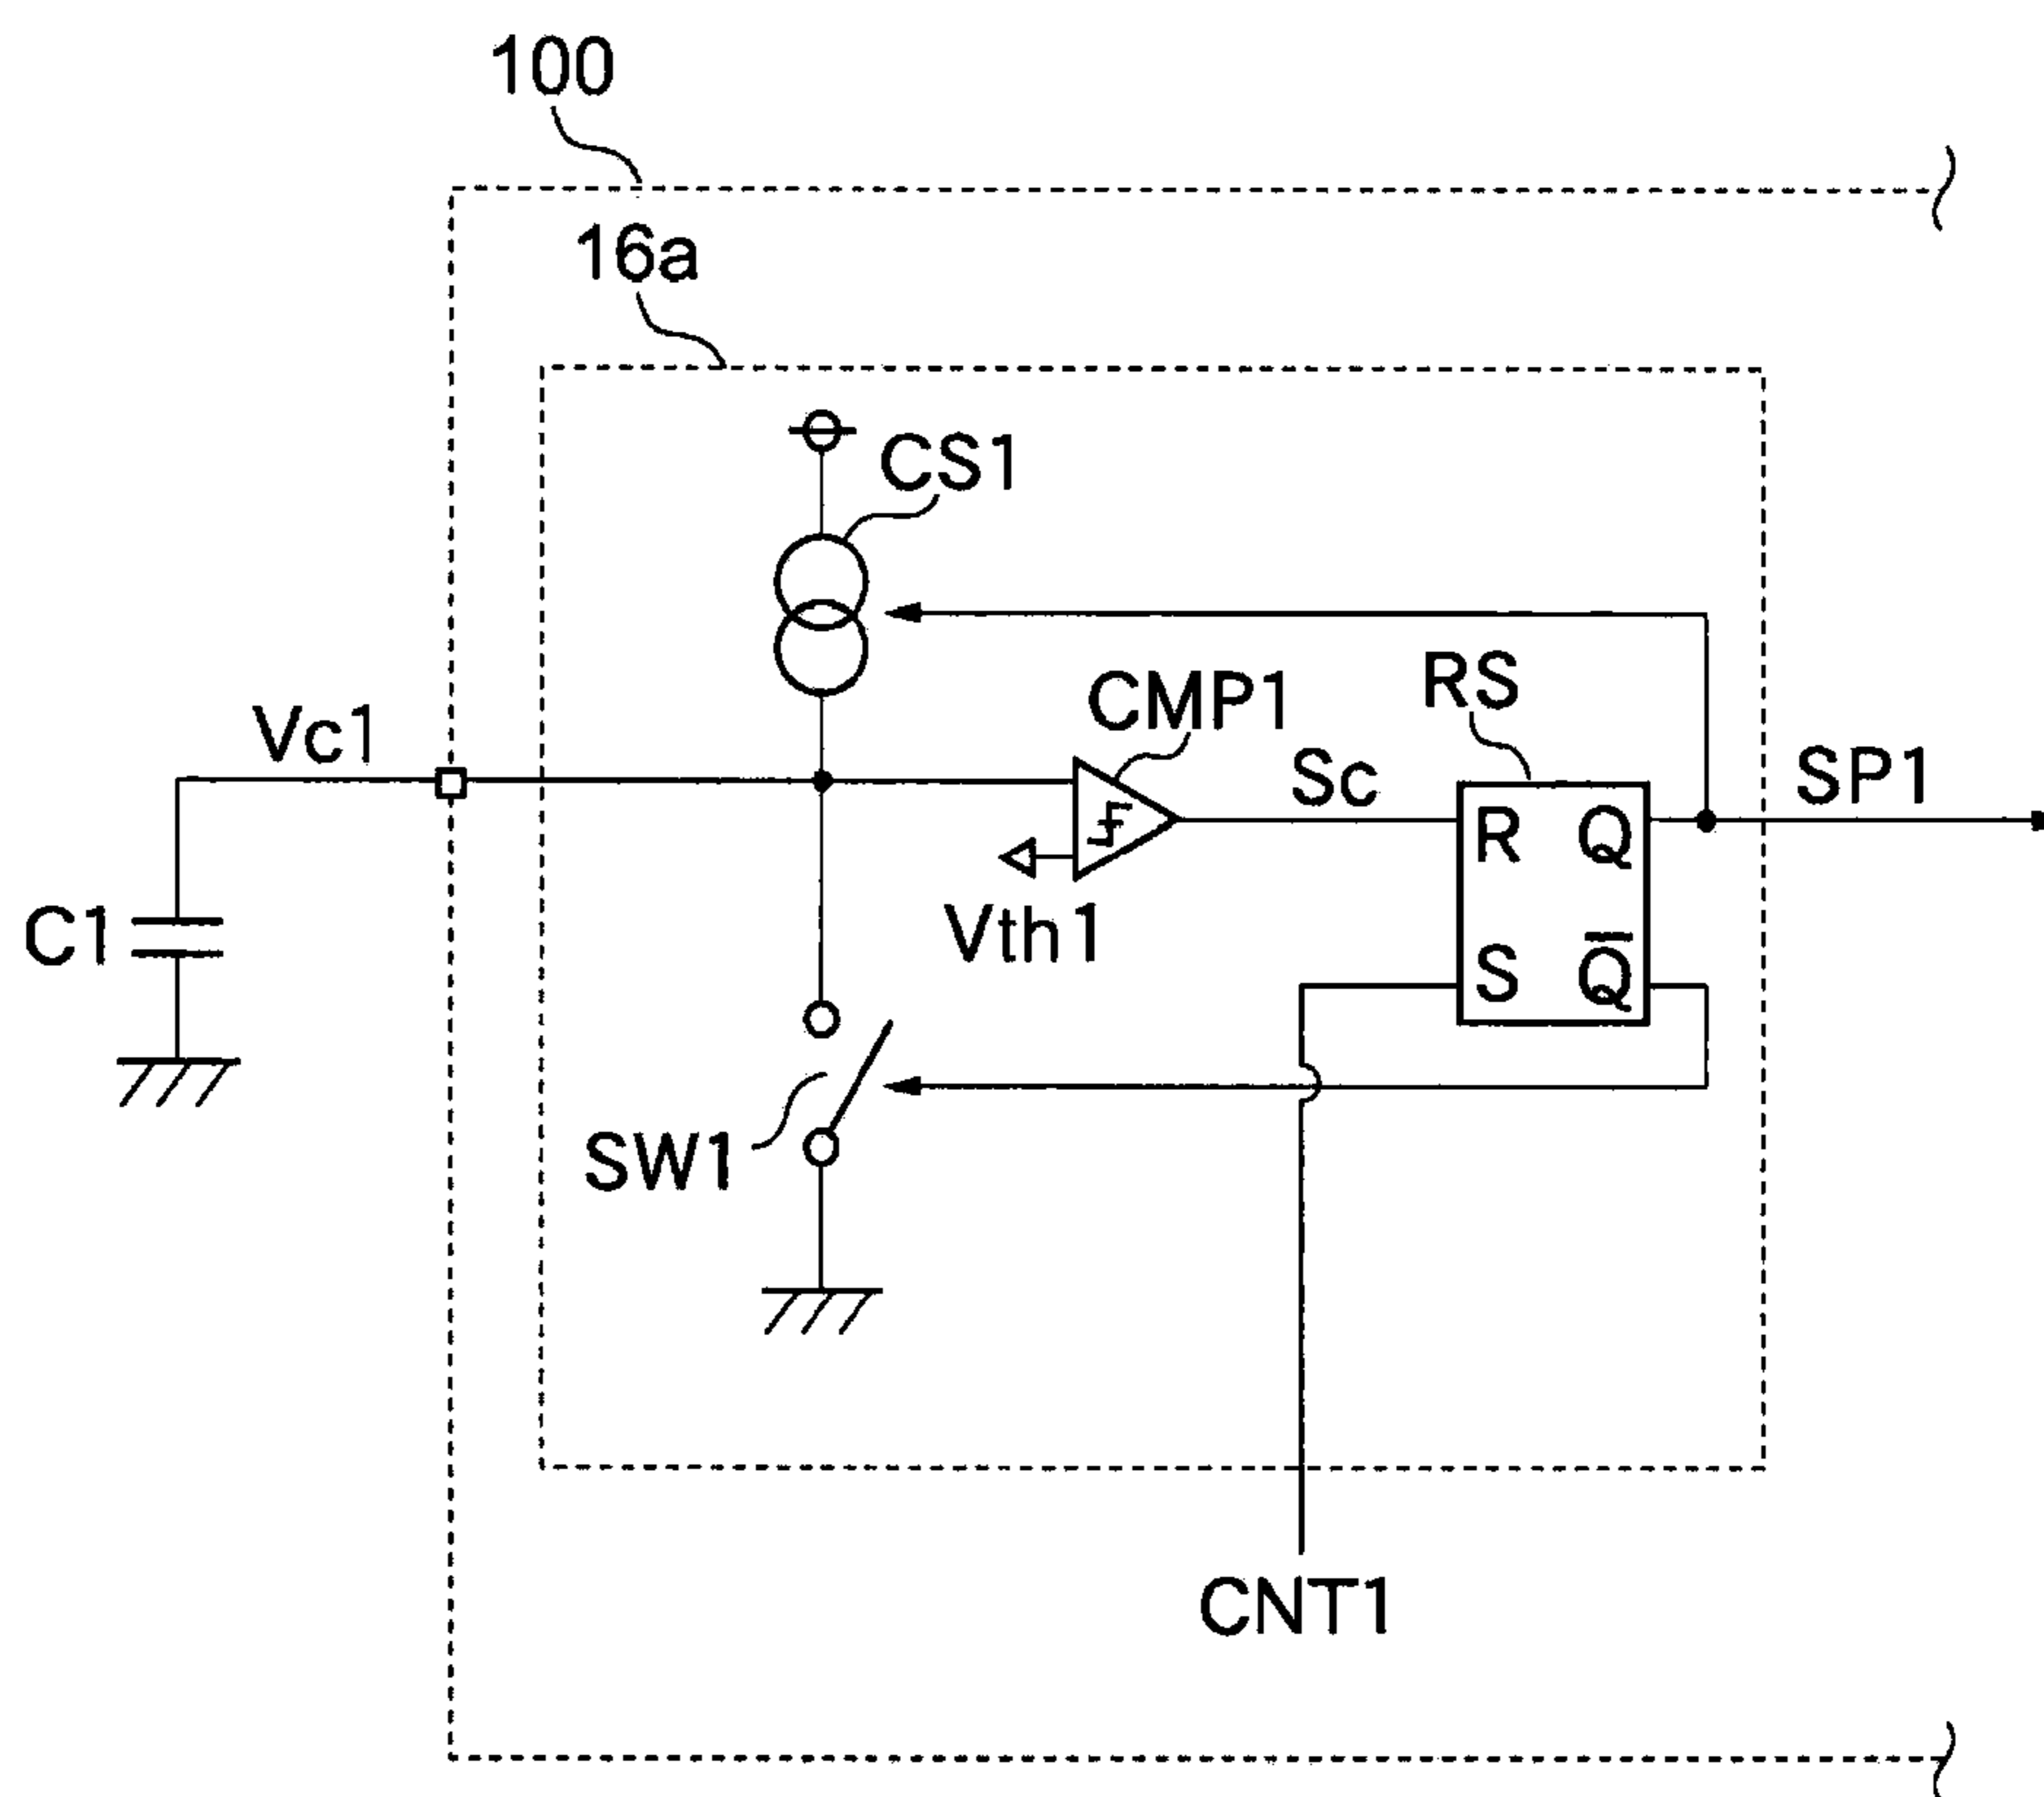 100
16a
CS1
Vc1
CMP1
RS
Sc
SP1
R Q
C1
Vth1
S Q̅
SW1
CNT1